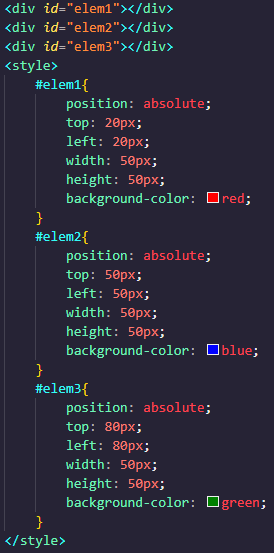 <div id="elem1"></div>
<div id="elem2"></div>
<div id="elem3"></div>
<style>
    #elem1{
        position: absolute;
        top: 20px;
        left: 20px;
        width: 50px;
        height: 50px;
        background-color: red;
    }
    #elem2{
        position: absolute;
        top: 50px;
        left: 50px;
        width: 50px;
        height: 50px;
        background-color: blue;
    }
    #elem3{
        position: absolute;
        top: 80px;
        left: 80px;
        width: 50px;
        height: 50px;
        background-color: green;
    }
</style>